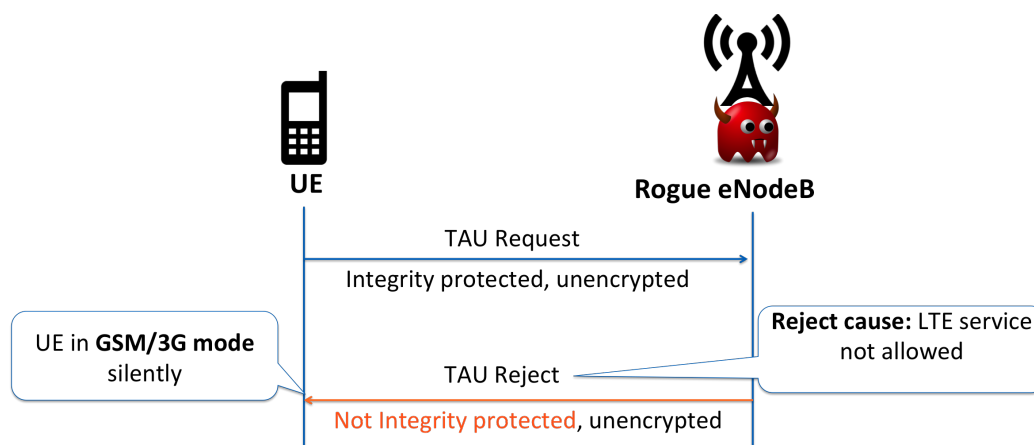 UE
Rogue eNodeB
TAU Request
Integrity protected, unencrypted
UE in GSM/3G mode
silently
Reject cause: LTE service
not allowed
TAU Reject
Not Integrity protected, unencrypted